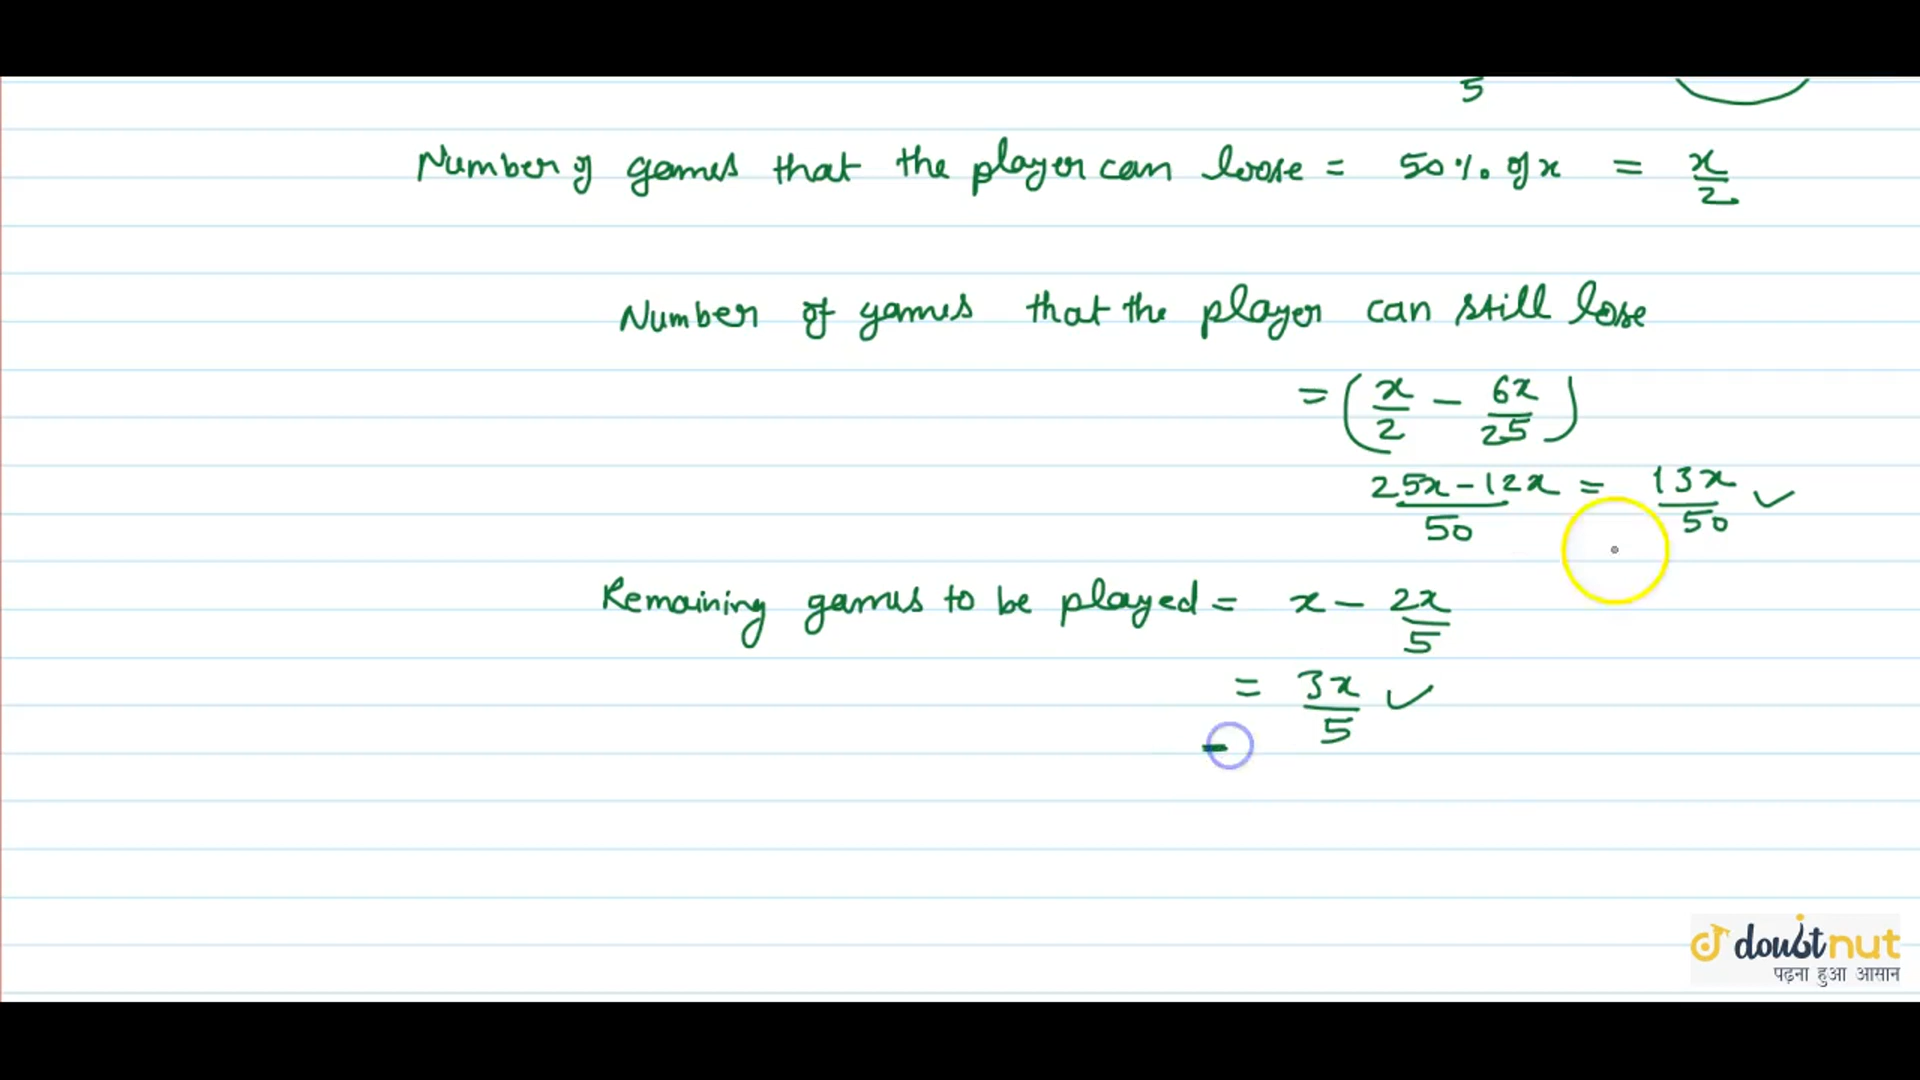 5
Number of games that the player can loose = 50%. of x = x/2
Number of games that the player can still lose
= (x/2 - 6x/25)
25x-12x/50 = 13x/50 ✓
Remaining games to be played = x - 2x/5
= 3x/5 ✓
doubtnut
पढ़ना हुआ आसान